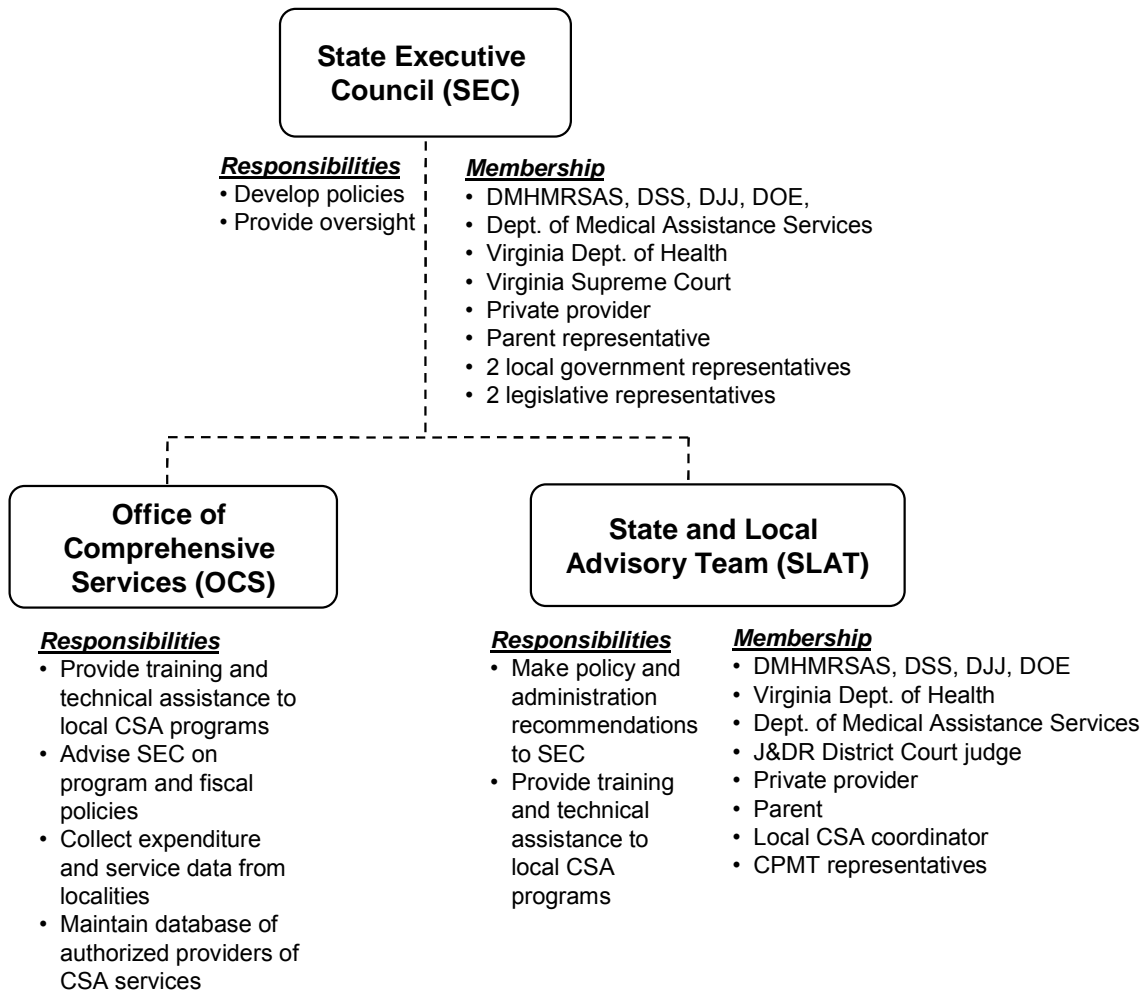 State Executive
Council (SEC)
Responsibilities
• Develop policies
• Provide oversight
Membership
• DMHMRSAS, DSS, DJJ, DOE,
• Dept. of Medical Assistance Services
• Virginia Dept. of Health
• Virginia Supreme Court
• Private provider
• Parent representative
• 2 local government representatives
• 2 legislative representatives
Office of
Comprehensive
Services (OCS)
Responsibilities
• Provide training and
technical assistance to
local CSA programs
• Advise SEC on
program and fiscal
policies
• Collect expenditure
and service data from
localities
• Maintain database of
authorized providers of
CSA services
State and Local
Advisory Team (SLAT)
Responsibilities
• Make policy and
administration
recommendations
to SEC
• Provide training
and technical
assistance to
local CSA
programs
Membership
• DMHMRSAS, DSS, DJJ, DOE
• Virginia Dept. of Health
• Dept. of Medical Assistance Services
• J&DR District Court judge
• Private provider
• Parent
• Local CSA coordinator
• CPMT representatives